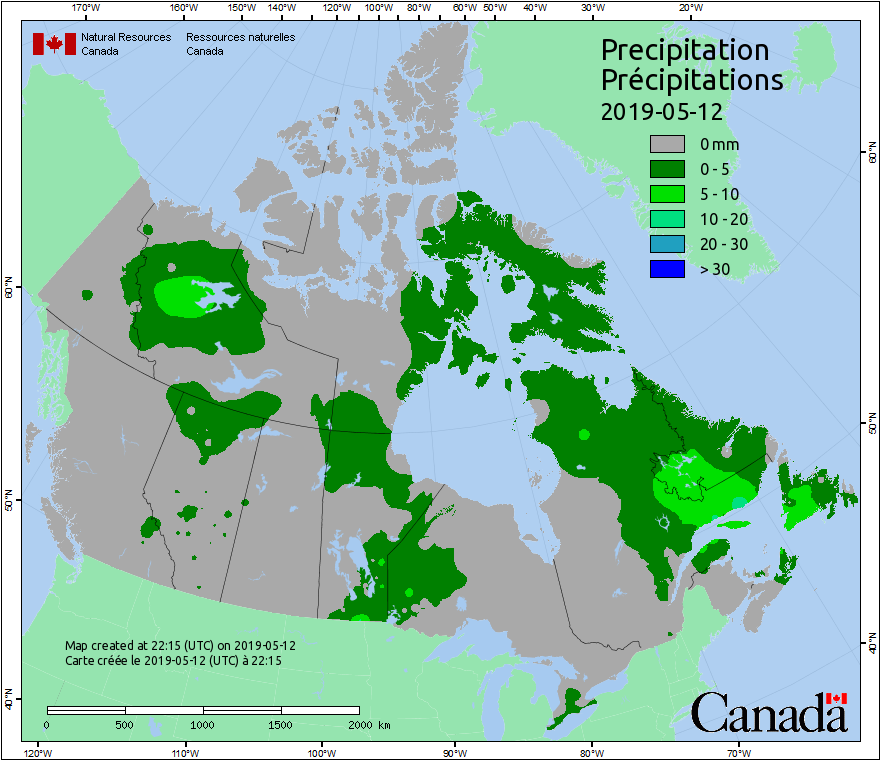 170°W 160°W 150°W 140°W 120°W 100°W 80°W 60°W 50°W 40°W 30°W 20°W
Natural Resources Ressources naturelles
Canada Canada
Precipitation
Précipitations
2019-05-12
0 mm
0 - 5
5 - 10
10 - 20
20 - 30
> 30
60°N
60°N
50°N
50°N
40°N
40°N
Map created at 22:15 (UTC) on 2019-05-12
Carte créée le 2019-05-12 (UTC) à 22:15
0 500 1000 1500 2000 km
Canada
120°W 110°W 100°W 90°W 80°W 70°W